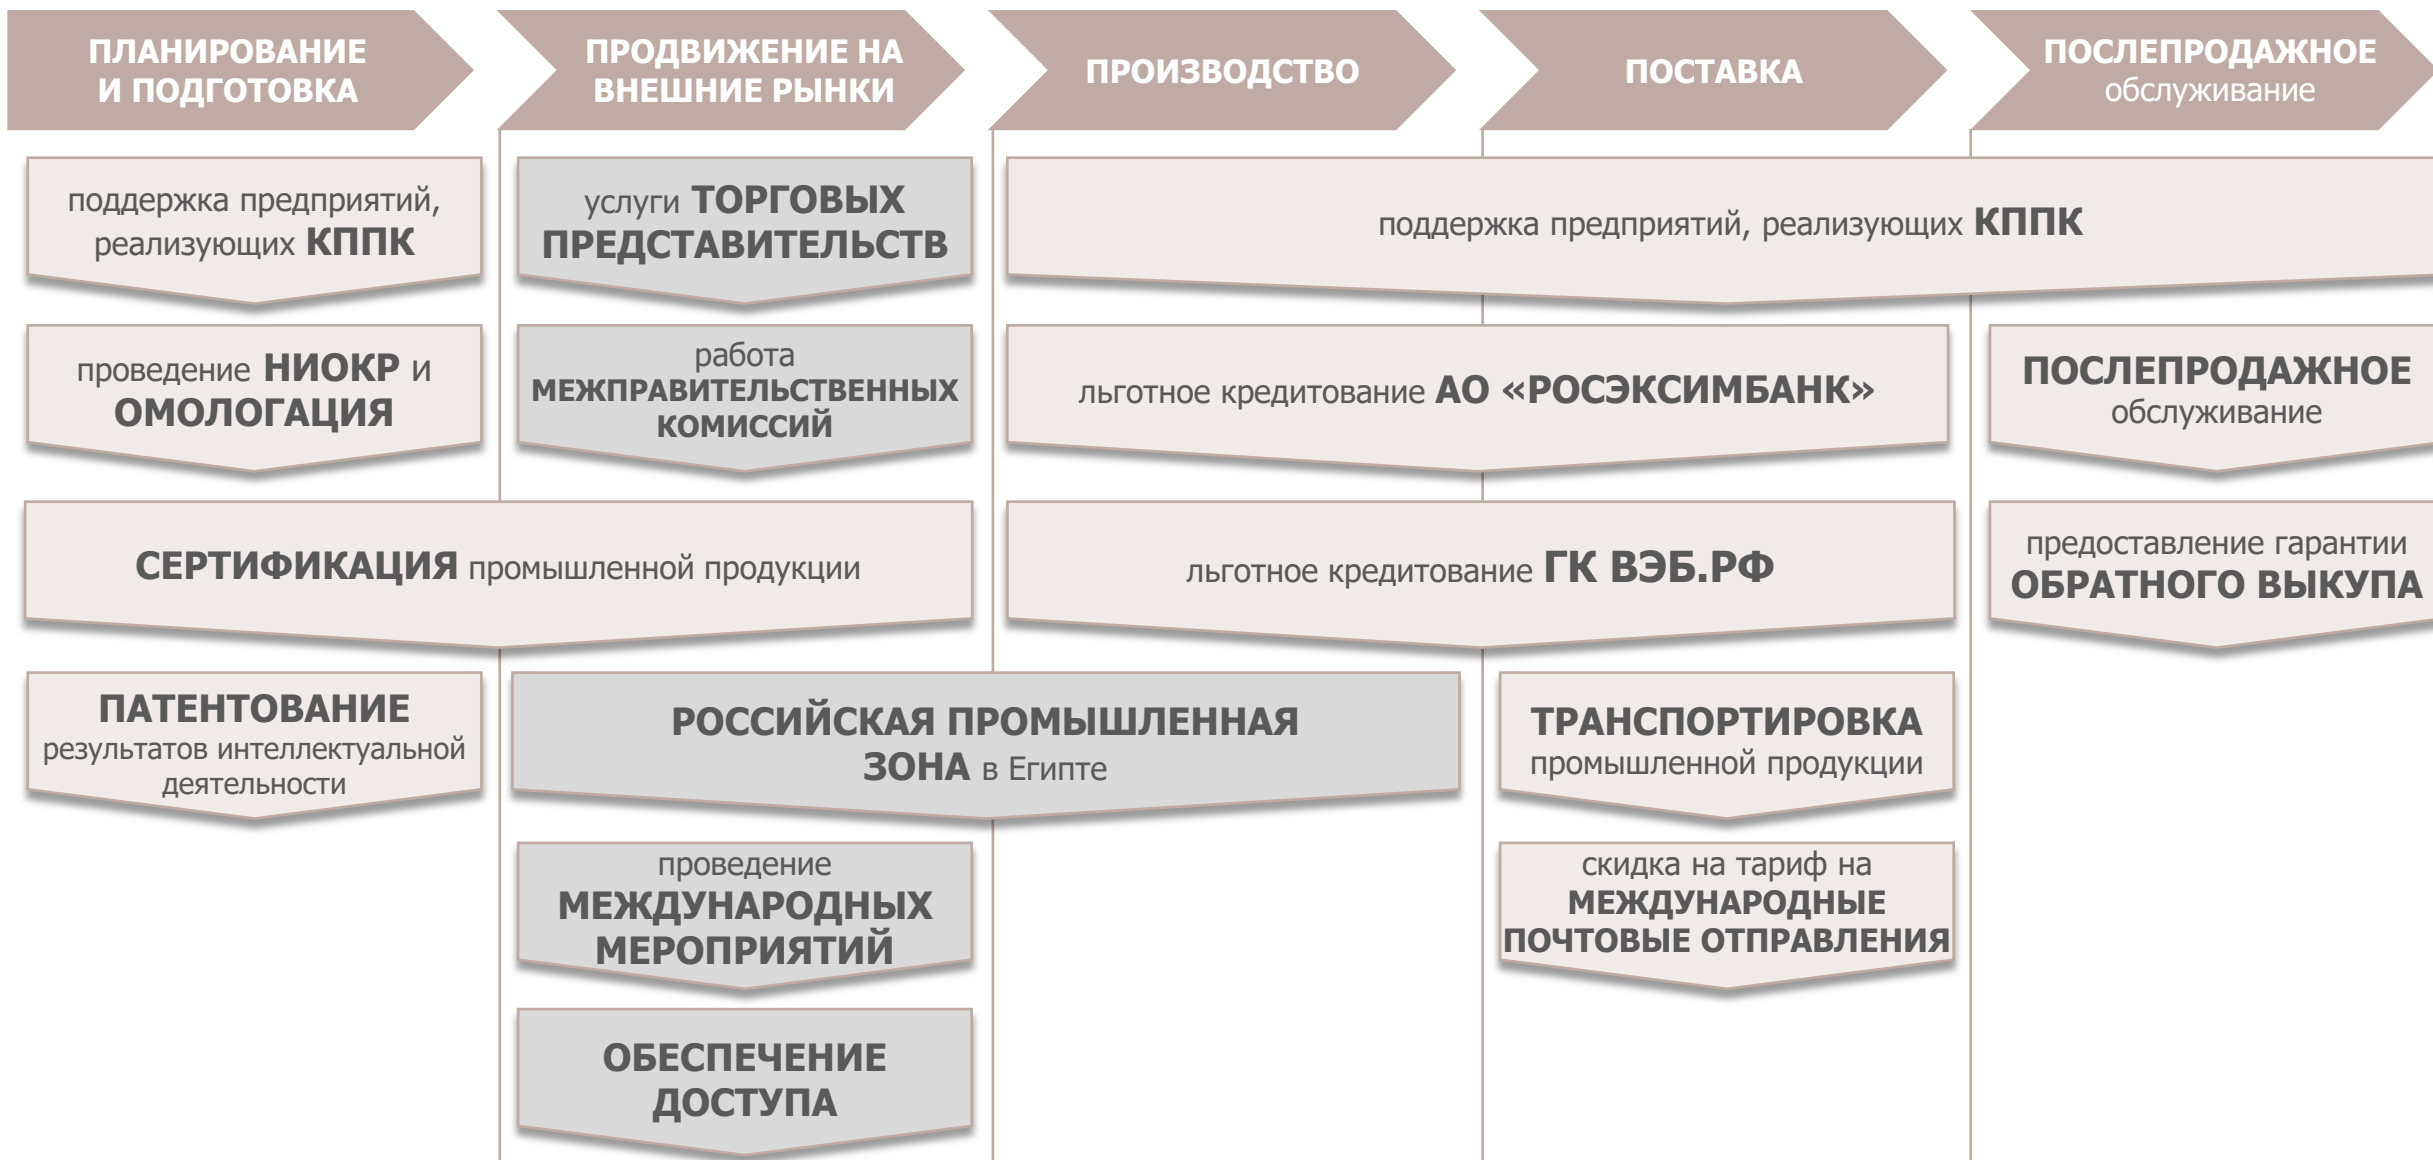 ПЛАНИРОВАНИЕ
И ПОДГОТОВКА
ПРОДВИЖЕНИЕ НА
ВНЕШНИЕ РЫНКИ
ПРОИЗВОДСТВО
ПОСТАВКА
ПОСЛЕПРОДАЖНОЕ
обслуживание
поддержка предприятий,
реализующих КППК
услуги ТОРГОВЫХ
ПРЕДСТАВИТЕЛЬСТВ
поддержка предприятий, реализующих КППК
проведение НИОКР и
ОМОЛОГАЦИЯ
работа
МЕЖПРАВИТЕЛЬСТВЕННЫХ
КОМИССИЙ
льготное кредитование АО «РОСЭКСИМБАНК»
ПОСЛЕПРОДАЖНОЕ
обслуживание
СЕРТИФИКАЦИЯ промышленной продукции
льготное кредитование ГК ВЭБ.РФ
предоставление гарантии
ОБРАТНОГО ВЫКУПА
ПАТЕНТОВАНИЕ
результатов интеллектуальной
деятельности
РОССИЙСКАЯ ПРОМЫШЛЕННАЯ
ЗОНА в Египте
ТРАНСПОРТИРОВКА
промышленной продукции
проведение
МЕЖДУНАРОДНЫХ
МЕРОПРИЯТИЙ
скидка на тариф на
МЕЖДУНАРОДНЫЕ
ПОЧТОВЫЕ ОТПРАВЛЕНИЯ
ОБЕСПЕЧЕНИЕ
ДОСТУПА